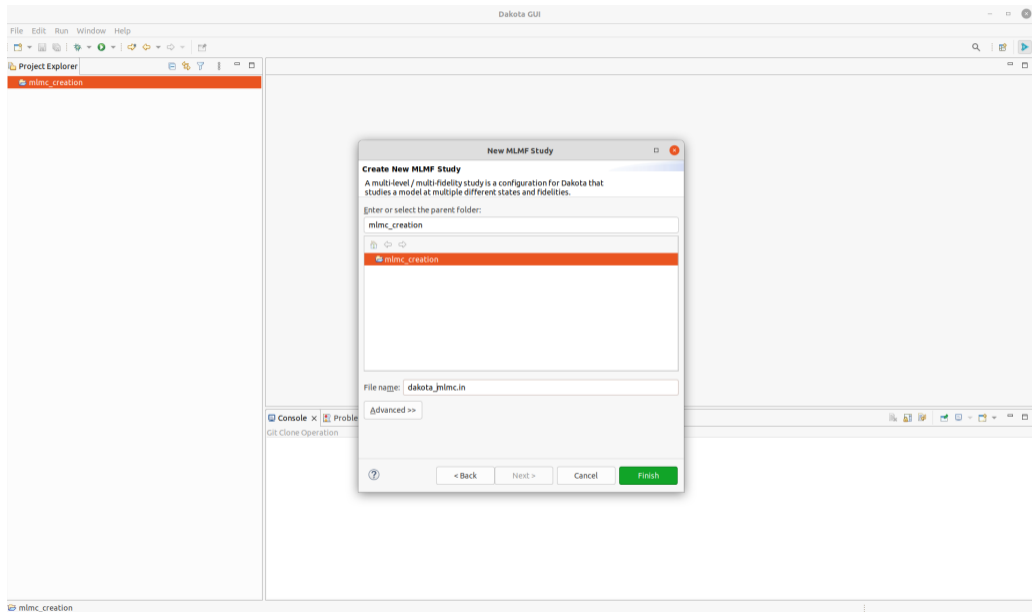 Dakota GUI
File Edit Run Window Help
Project Explorer
mlmc_creation
New MLMF Study
Create New MLMF Study
A multi-level / multi-fidelity study is a configuration for Dakota that
studies a model at multiple different states and fidelities.
Enter or select the parent folder:
mlmc_creation
mlmc_creation
File name: dakota_mlmc.in
Advanced >>
Console Proble
Git Clone Operation
< Back Next > Cancel Finish
mlmc_creation